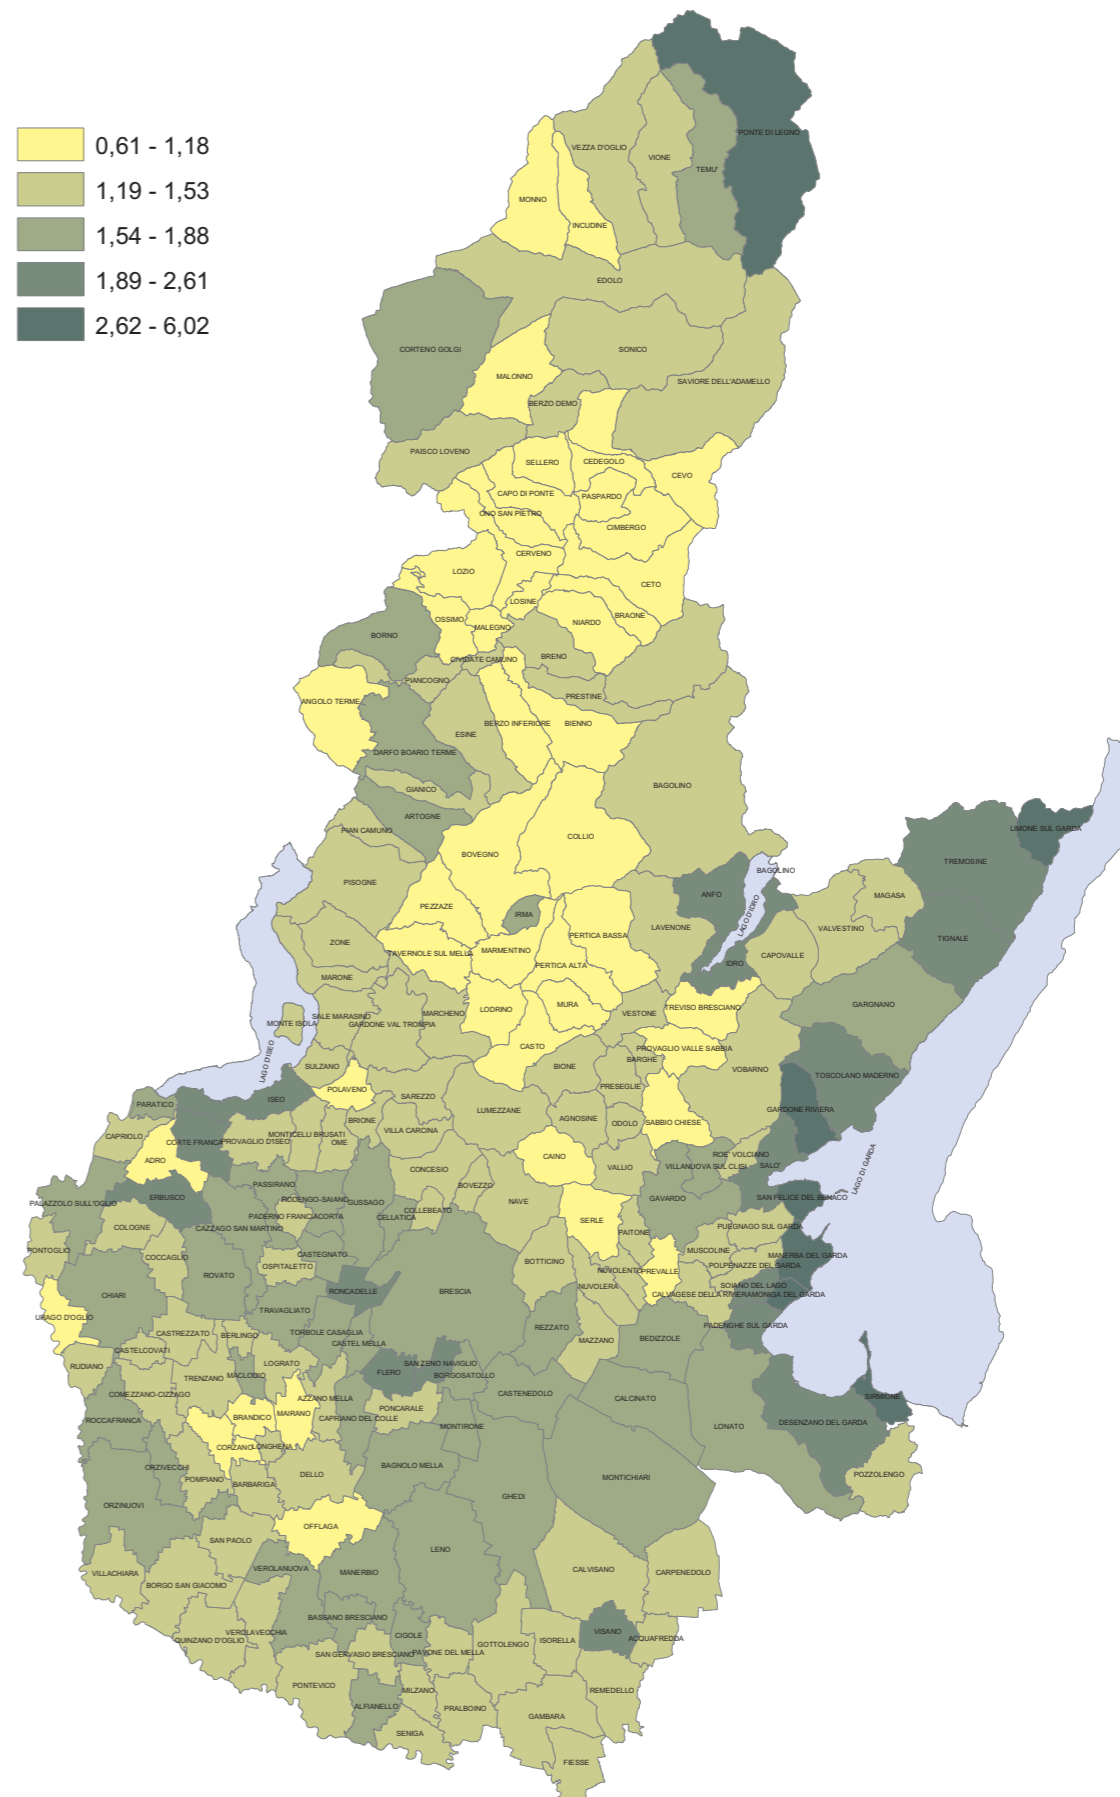 0,61 - 1,18
1,19 - 1,53
1,54 - 1,88
1,89 - 2,61
2,62 - 6,02
PONTE DI LEGNO
VEZZA D'OGLIO
VIONE
TEMU'
MONNO
INCUDINE
EDOLO
CORTENO GOLGI
SONICO
MALONNO
SAVIORE DELL'ADAMELLO
BERZO DEMO
PAISCO LOVENO
SELLERO
CEDEGOLO
CEVO
CAPO DI PONTE
PASPARDO
ONO SAN PIETRO
CIMBERGO
CERVENO
LOZIO
CETO
LOSINE
BRAONE
OSSIMO
MALEGNO
NIARDO
BORNO
CIVIDATE CAMUNO
BRENO
PIANCOGNO
PRESTINE
ANGOLO TERME
BERZO INFERIORE
BIENNO
ESINE
DARFO BOARIO TERME
GIANICO
BAGOLINO
ARTOGNE
PIAN CAMUNO
COLLIO
LIMONE SUL GARDA
BOVEGNO
TREMOSINE
BAGOLINO
PISOGNE
ANFO
MAGASA
PEZZAZE
IRMA
LAGO D'IDRO
LAVENONE
VALVESTINO
PERTICA BASSA
TIGNALE
ZONE
TAVERNOLE SUL MELLA
MARMENTINO
CAPOVALLE
PERTICA ALTA
IDRO
MARONE
GARGNANO
MURA
TREVISO BRESCIANO
LODRINO
MARCHENO
VESTONE
SALE MARASINO
MONTE ISOLA
GARDONE VAL TROMPIA
CASTO
PROVAGLIO VALLE SABBIA
BARGHE
LAGO D'ISEO
SULZANO
BIONE
VOBARNO
TOSCOLANO MADERNO
PRESEGLIE
POLAVENO
SAREZZO
ISEO
PARATICO
LUMEZZANE
GARDONE RIVIERA
AGNOSINE
ODOLO
SABBIO CHIESE
BRIONE
VILLA CARCINA
CAPRIOLO
CORTE FRANCA
PROVAGLIO D'ISEO
MONTICELLI BRUSATI
OME
CAINO
ROE' VOLCIANO
ADRO
VALLIO
VILLANUOVA SUL CLISI
SALO'
LAGO DI GARDA
CONCESIO
PASSIRANO
BOVEZZO
ERBUSCO
RODENGO-SAIANO
GUSSAGO
NAVE
GAVARDO
SAN FELICE DEL BENACO
PALAZZOLO SULL'OGLIO
COLLEBEATO
PADERNO FRANCIACORTA
CELLATICA
SERLE
COLOGNE
CAZZAGO SAN MARTINO
PAITONE
PUEGNAGO SUL GARDA
PONTOGLIO
COCCAGLIO
CASTEGNATO
BOTTICINO
MUSCOLINE
MANERBA DEL GARDA
OSPITALETTO
POLPENAZZE DEL GARDA
ROVATO
NUVOLENTO
PREVALLE
NUVOLERA
SOIANO DEL LAGO
CHIARI
RONCADELLE
BRESCIA
CALVAGESE DELLA RIVIERA
MONIGA DEL GARDA
TRAVAGLIATO
URAGO D'OGLIO
PADENGHE SUL GARDA
REZZATO
CASTREZZATO
BERLINGO
TORBOLE CASAGLIA
BEDIZZOLE
MAZZANO
CASTELCOVATI
CASTEL MELLA
RUDIANO
LOGRATO
SAN ZENO NAVIGLIO
FLERO
MACLODIO
BORGOSATOLLO
TRENZANO
COMEZZANO-CIZZAGO
CASTENEDOLO
CALCINATO
AZZANO MELLA
SIRMIONE
PONCARALE
MAIRANO
BRANDICO
ROCCAFRANCA
CAPRIANO DEL COLLE
DESENZANO DEL GARDA
MONTIRONE
LONATO
CORZANO
LONGHENA
BAGNOLO MELLA
ORZIVECCHI
POMPIANO
DELLO
POZZOLENGO
BARBARIGA
MONTICHIARI
GHEDI
ORZINUOVI
OFFLAGA
SAN PAOLO
LENO
VEROLANUOVA
VILLACHIARA
MANERBIO
CALVISANO
CARPENEDOLO
BORGO SAN GIACOMO
BASSANO BRESCIANO
VEROLAVECCHIA
VISANO
CIGOLE
QUINZANO D'OGLIO
ISORELLA
ACQUAFREDDA
GOTTOLENGO
SAN GERVASIO BRESCIANO
PAVONE DEL MELLA
PONTEVICO
MILZANO
REMEDELLO
ALFIANELLO
PRALBOINO
GAMBARA
SENIGA
FIESSE